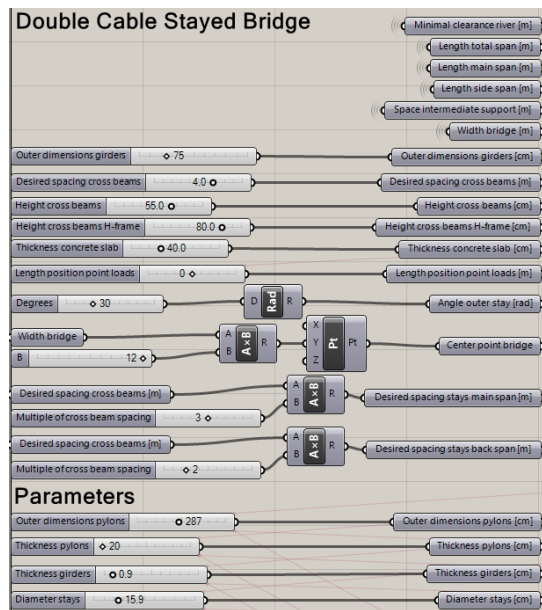 Double Cable Stayed Bridge
Minimal clearance river [m]
Length total span [m]
Length main span [m]
Length side span [m]
Space intermediate support [m]
Width bridge [m]
Outer dimensions girders 75 Outer dimensions girders [cm]
Desired spacing cross beams 4.0 Desired spacing cross beams [m]
Height cross beams 55.0 Height cross beams [cm]
Height cross beams H-frame 80.0 Height cross beams H-frame [cm]
Thickness concrete slab 40.0 Thickness concrete slab [cm]
Length position point loads 0 Length position point loads [m]
Degrees 30 D Rad R Angle outer stay [rad]
Width bridge A B A×B R X Y Z Pt Pt Center point bridge
B 12
Desired spacing cross beams [m] A B A×B R Desired spacing stays main span [m]
Multiple of cross beam spacing 3
Desired spacing cross beams [m] A B A×B R Desired spacing stays back span [m]
Multiple of cross beam spacing 2
Parameters
Outer dimensions pylons 287 Outer dimensions pylons [cm]
Thickness pylons 20 Thickness pylons [cm]
Thickness girders 0.9 Thickness girders [cm]
Diameter stays 15.9 Diameter stays [cm]